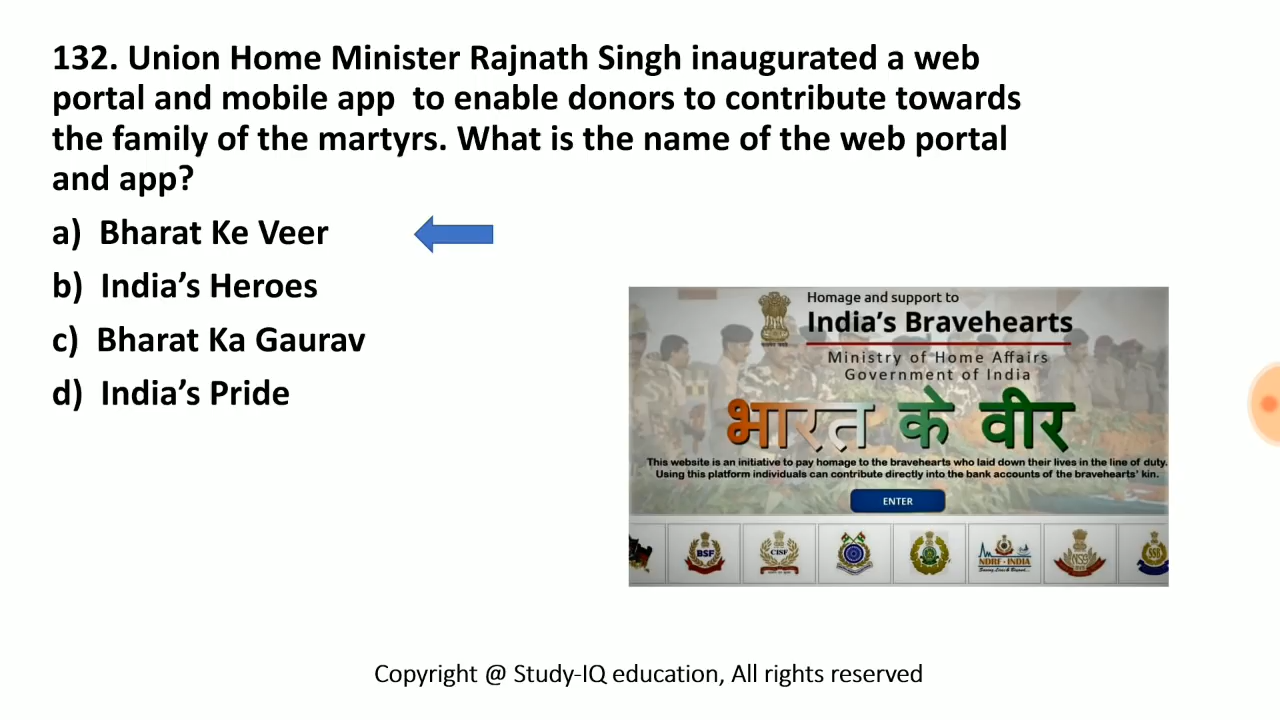 132. Union Home Minister Rajnath Singh inaugurated a web
portal and mobile app to enable donors to contribute towards
the family of the martyrs. What is the name of the web portal
and app?
a) Bharat Ke Veer
b) India’s Heroes
c) Bharat Ka Gaurav
d) India’s Pride
Homage and support to
India's Bravehearts
Ministry of Home Affairs
Government of India
भारत के वीर
This website is an initiative to pay homage to the bravehearts who laid down their lives in the line of duty.
Using this platform individuals can contribute directly into the bank accounts of the bravehearts' kin.
ENTER
BSF
CISF
NDRF - INDIA
SSB
Copyright @ Study-IQ education, All rights reserved